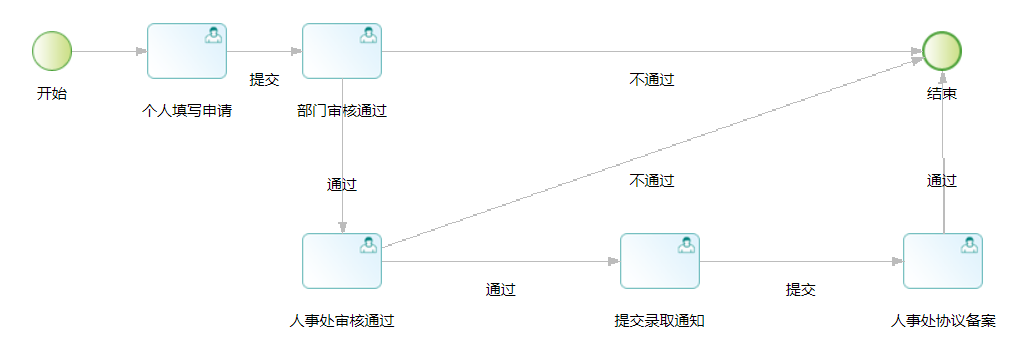 开始
个人填写申请
提交
部门审核通过
不通过
结束
通过
不通过
通过
人事处审核通过
通过
提交录取通知
提交
人事处协议备案